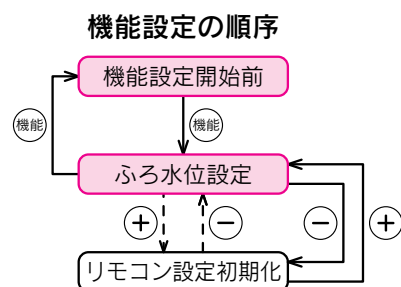 機能設定の順序
機能設定開始前
機能
機能
ふろ水位設定
+
−
−
+
リモコン設定初期化